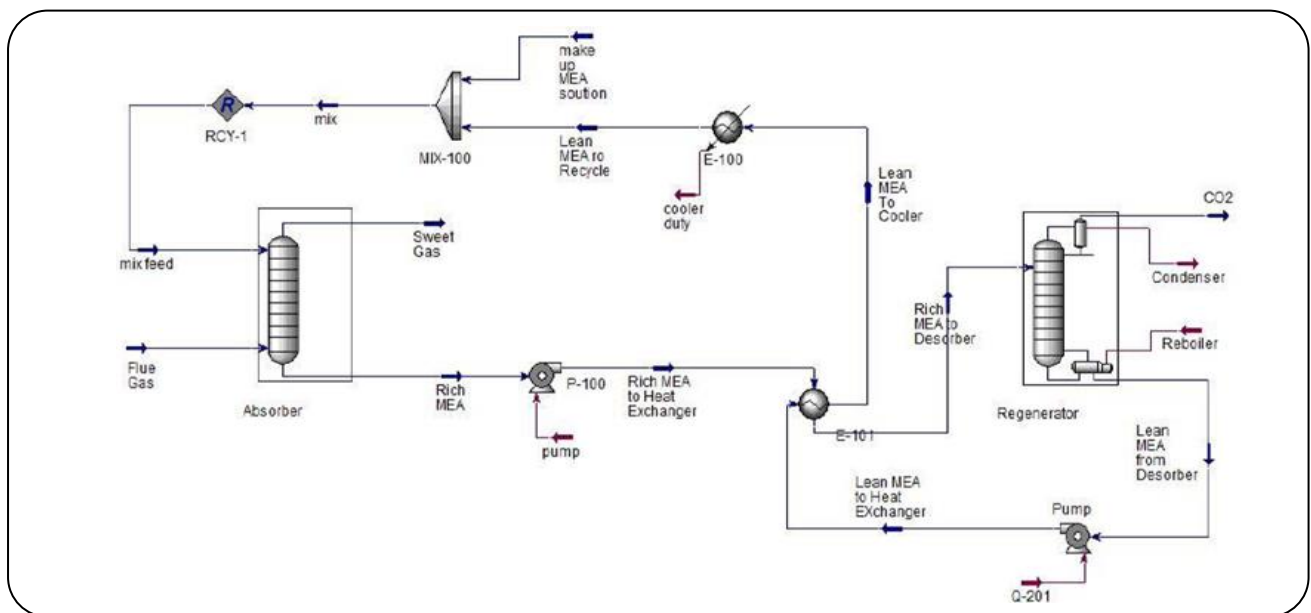 make
up
MEA
soution
R
mix
RCY-1
MIX-100
Lean
MEA ro
Recycle
E-100
cooler
duty
Lean
MEA
To
Cooler
CO2
Sweet
Gas
mix feed
Condenser
Rich
MEA to
Desorber
Reboiler
Flue
Gas
Absorber
Rich
MEA
P-100
Rich MEA
to Heat
Exchanger
pump
E-101
Regenerator
Lean
MEA
from
Desorber
Lean MEA
to Heat
EXhanger
Pump
Q-201